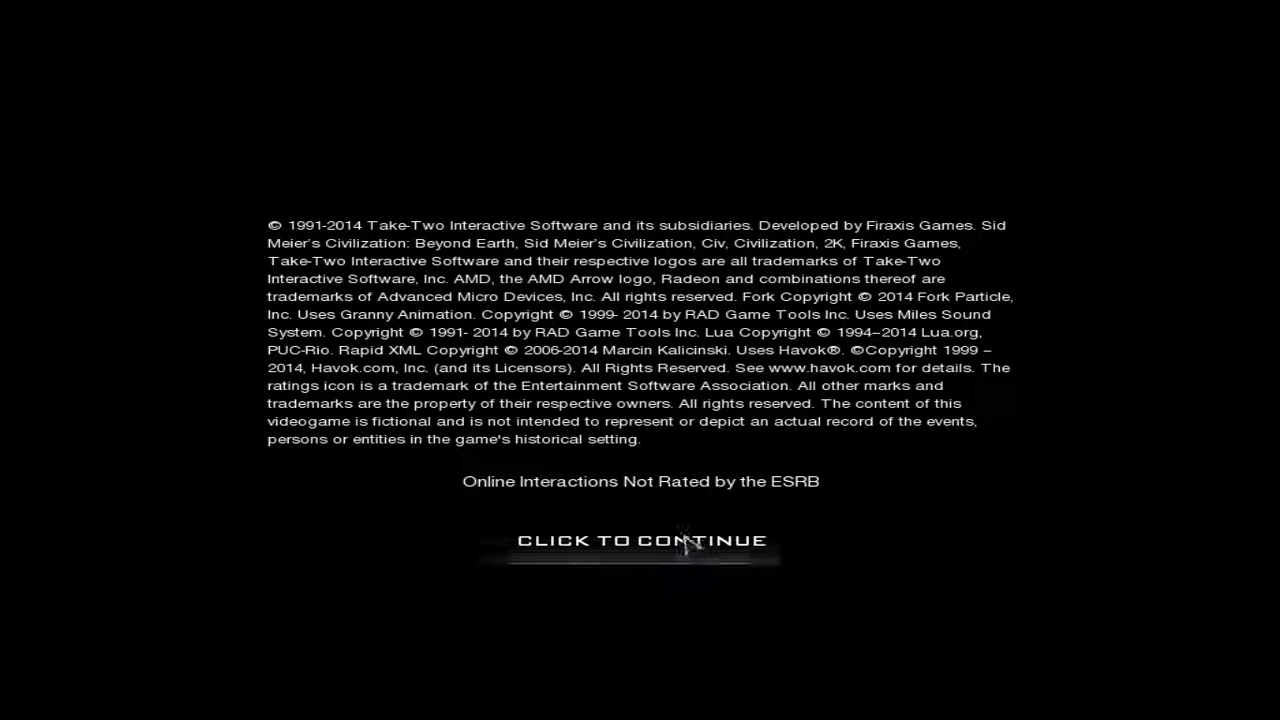 © 1991-2014 Take-Two Interactive Software and its subsidiaries. Developed by Firaxis Games. Sid
Meier's Civilization: Beyond Earth, Sid Meier's Civilization, Civ, Civilization, 2K, Firaxis Games,
Take-Two Interactive Software and their respective logos are all trademarks of Take-Two
Interactive Software, Inc. AMD, the AMD Arrow logo, Radeon and combinations thereof are
trademarks of Advanced Micro Devices, Inc. All rights reserved. Fork Copyright © 2014 Fork Particle,
Inc. Uses Granny Animation. Copyright © 1999- 2014 by RAD Game Tools Inc. Uses Miles Sound
System. Copyright © 1991- 2014 by RAD Game Tools Inc. Lua Copyright © 1994–2014 Lua.org,
PUC-Rio. Rapid XML Copyright © 2006-2014 Marcin Kalicinski. Uses Havok®. ©Copyright 1999 –
2014, Havok.com, Inc. (and its Licensors). All Rights Reserved. See www.havok.com for details. The
ratings icon is a trademark of the Entertainment Software Association. All other marks and
trademarks are the property of their respective owners. All rights reserved. The content of this
videogame is fictional and is not intended to represent or depict an actual record of the events,
persons or entities in the game's historical setting.
Online Interactions Not Rated by the ESRB
CLICK TO CONTINUE